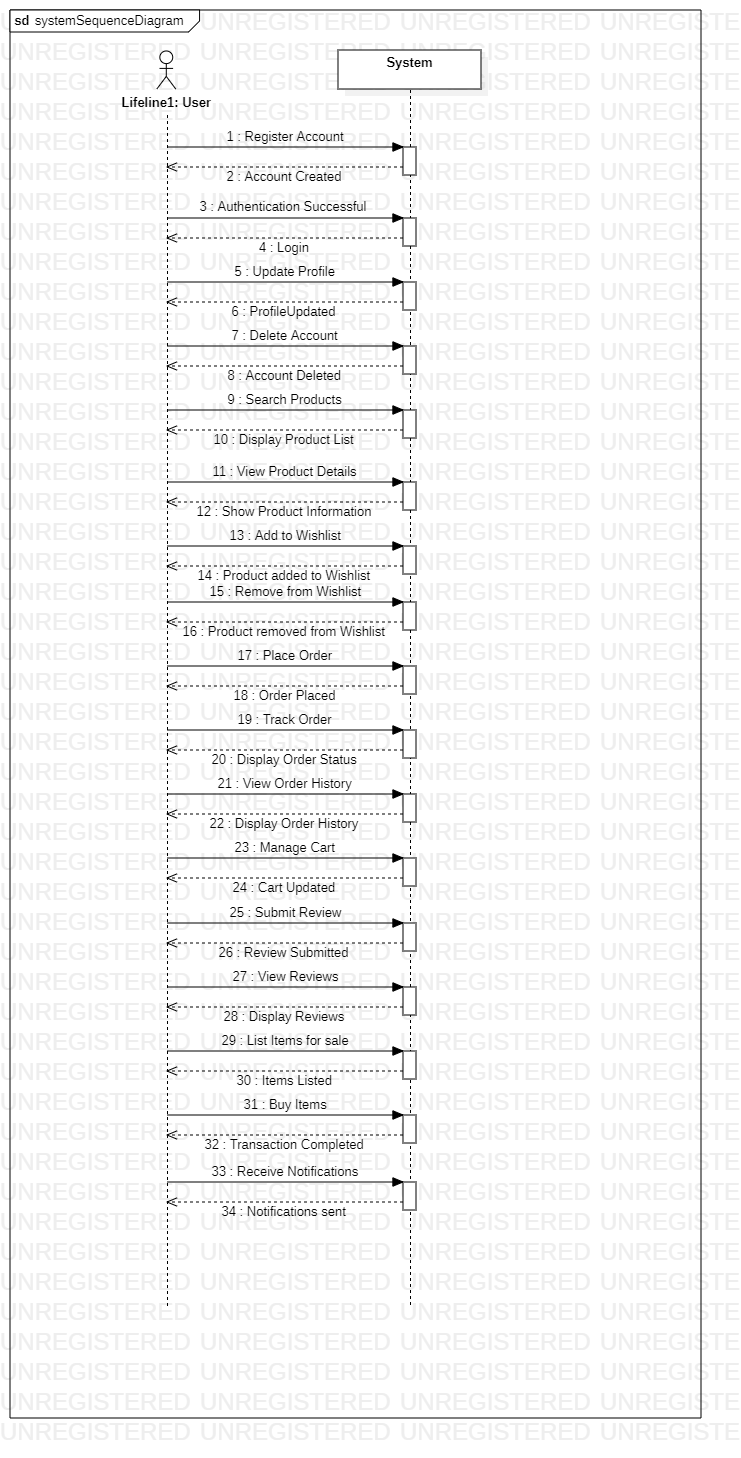 sd systemSequenceDiagram
System
Lifeline1: User
1 : Register Account
2 : Account Created
3 : Authentication Successful
4 : Login
5 : Update Profile
6 : ProfileUpdated
7 : Delete Account
8 : Account Deleted
9 : Search Products
10 : Display Product List
11 : View Product Details
12 : Show Product Information
13 : Add to Wishlist
14 : Product added to Wishlist
15 : Remove from Wishlist
16 : Product removed from Wishlist
17 : Place Order
18 : Order Placed
19 : Track Order
20 : Display Order Status
21 : View Order History
22 : Display Order History
23 : Manage Cart
24 : Cart Updated
25 : Submit Review
26 : Review Submitted
27 : View Reviews
28 : Display Reviews
29 : List Items for sale
30 : Items Listed
31 : Buy Items
32 : Transaction Completed
33 : Receive Notifications
34 : Notifications sent
UNREGISTERED